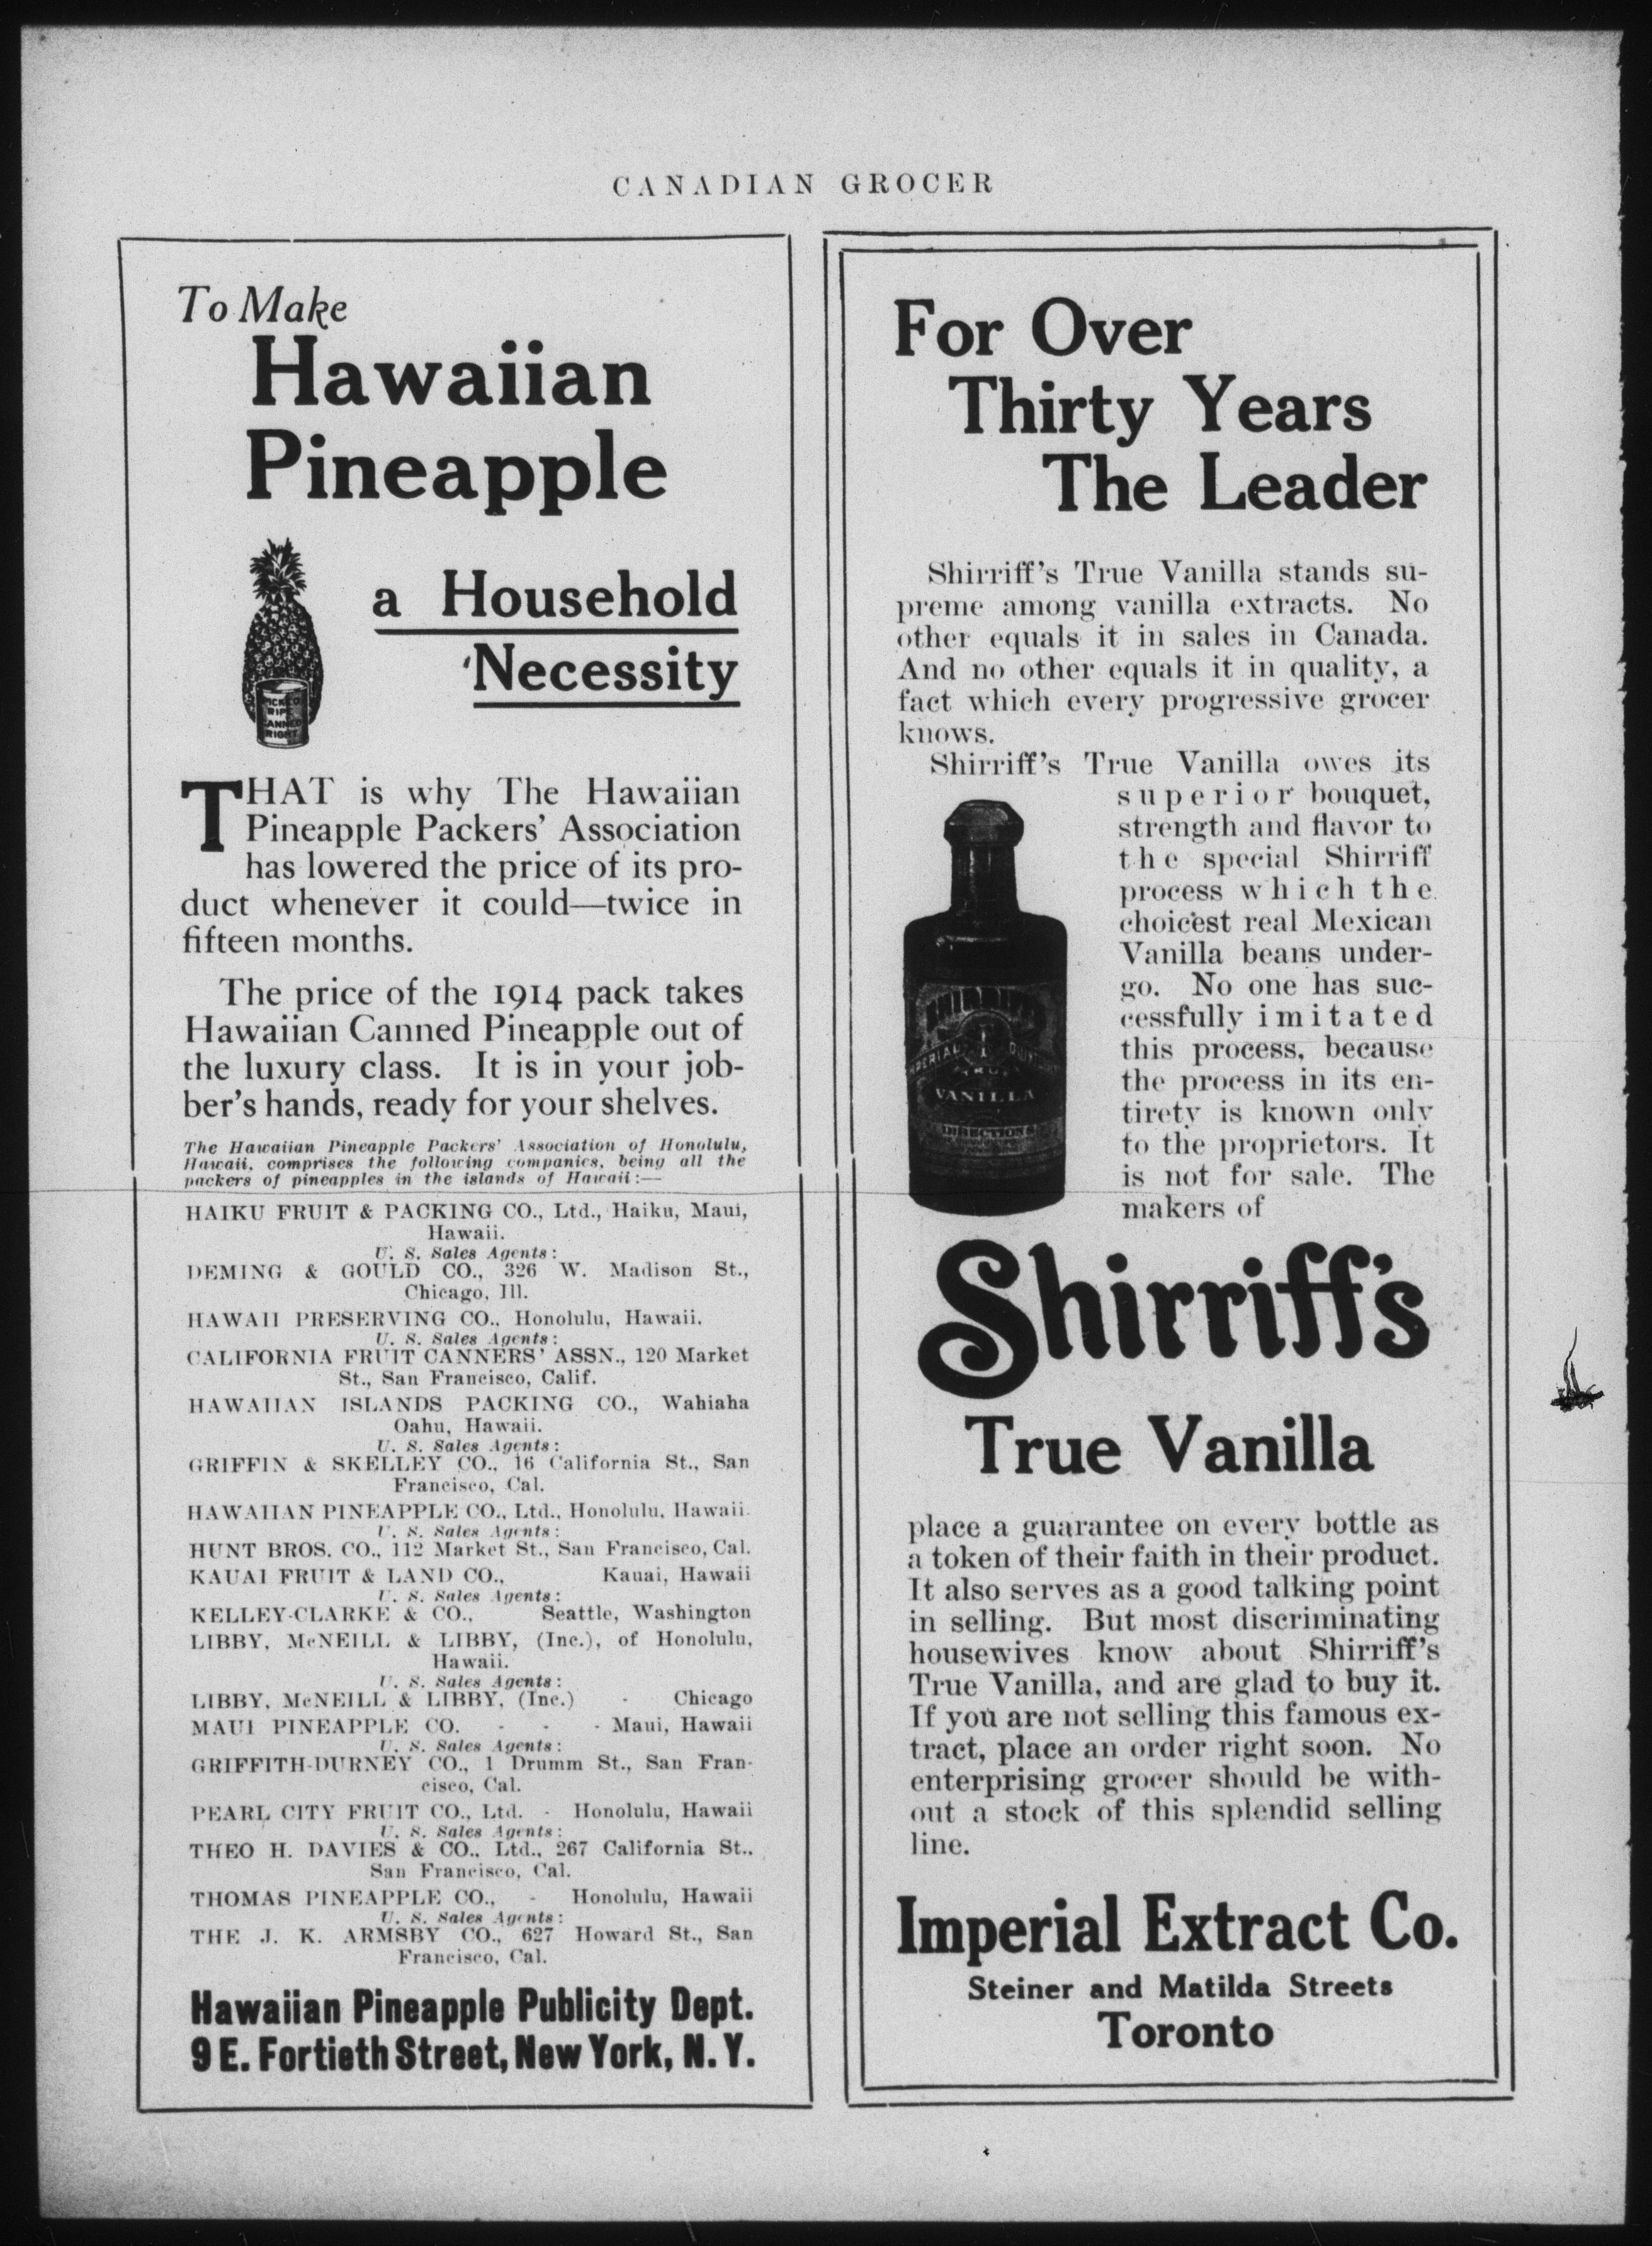 CANADIAN GROCER
To Make
Hawaiian
Pineapple
a Household
Necessity
PICKED
RIPE
CANNED
RIGHT
THAT is why The Hawaiian
Pineapple Packers' Association
has lowered the price of its pro-
duct whenever it could—twice in
fifteen months.
The price of the 1914 pack takes
Hawaiian Canned Pineapple out of
the luxury class. It is in your job-
ber's hands, ready for your shelves.
The Hawaiian Pineapple Packers' Association of Honolulu,
Hawaii, comprises the following companies, being all the
packers of pineapples in the islands of Hawaii:—
HAIKU FRUIT & PACKING CO., Ltd., Haiku, Maui,
Hawaii.
U. S. Sales Agents:
DEMING & GOULD CO., 326 W. Madison St.,
Chicago, Ill.
HAWAII PRESERVING CO., Honolulu, Hawaii.
U. S. Sales Agents:
CALIFORNIA FRUIT CANNERS' ASSN., 120 Market
St., San Francisco, Calif.
HAWAIIAN ISLANDS PACKING CO., Wahiaha
Oahu, Hawaii.
U. S. Sales Agents:
GRIFFIN & SKELLEY CO., 16 California St., San
Francisco, Cal.
HAWAIIAN PINEAPPLE CO., Ltd., Honolulu, Hawaii.
U. S. Sales Agents:
HUNT BROS. CO., 112 Market St., San Francisco, Cal.
KAUAI FRUIT & LAND CO., Kauai, Hawaii
U. S. Sales Agents:
KELLEY-CLARKE & CO., Seattle, Washington
LIBBY, McNEILL & LIBBY, (Inc.), of Honolulu,
Hawaii.
U. S. Sales Agents:
LIBBY, McNEILL & LIBBY, (Inc.) - Chicago
MAUI PINEAPPLE CO. - - - Maui, Hawaii
U. S. Sales Agents:
GRIFFITH-DURNEY CO., 1 Drumm St., San Fran-
cisco, Cal.
PEARL CITY FRUIT CO., Ltd. - Honolulu, Hawaii
U. S. Sales Agents:
THEO H. DAVIES & CO., Ltd., 267 California St.,
San Francisco, Cal.
THOMAS PINEAPPLE CO., - Honolulu, Hawaii
U. S. Sales Agents:
THE J. K. ARMSBY CO., 627 Howard St., San
Francisco, Cal.
Hawaiian Pineapple Publicity Dept.
9 E. Fortieth Street, New York, N. Y.
For Over
Thirty Years
The Leader
Shirriff's True Vanilla stands su-
preme among vanilla extracts. No
other equals it in sales in Canada.
And no other equals it in quality, a
fact which every progressive grocer
knows.
Shirriff's True Vanilla owes its
superior bouquet,
strength and flavor to
the special Shirriff
process which the
choicest real Mexican
Vanilla beans under-
go. No one has suc-
cessfully imitated
this process, because
the process in its en-
tirety is known only
to the proprietors. It
is not for sale. The
makers of
SHIRRIFF'S
TRUE
VANILLA
DIRECTIONS
Shirriff's
True Vanilla
place a guarantee on every bottle as
a token of their faith in their product.
It also serves as a good talking point
in selling. But most discriminating
housewives know about Shirriff's
True Vanilla, and are glad to buy it.
If you are not selling this famous ex-
tract, place an order right soon. No
enterprising grocer should be with-
out a stock of this splendid selling
line.
Imperial Extract Co.
Steiner and Matilda Streets
Toronto